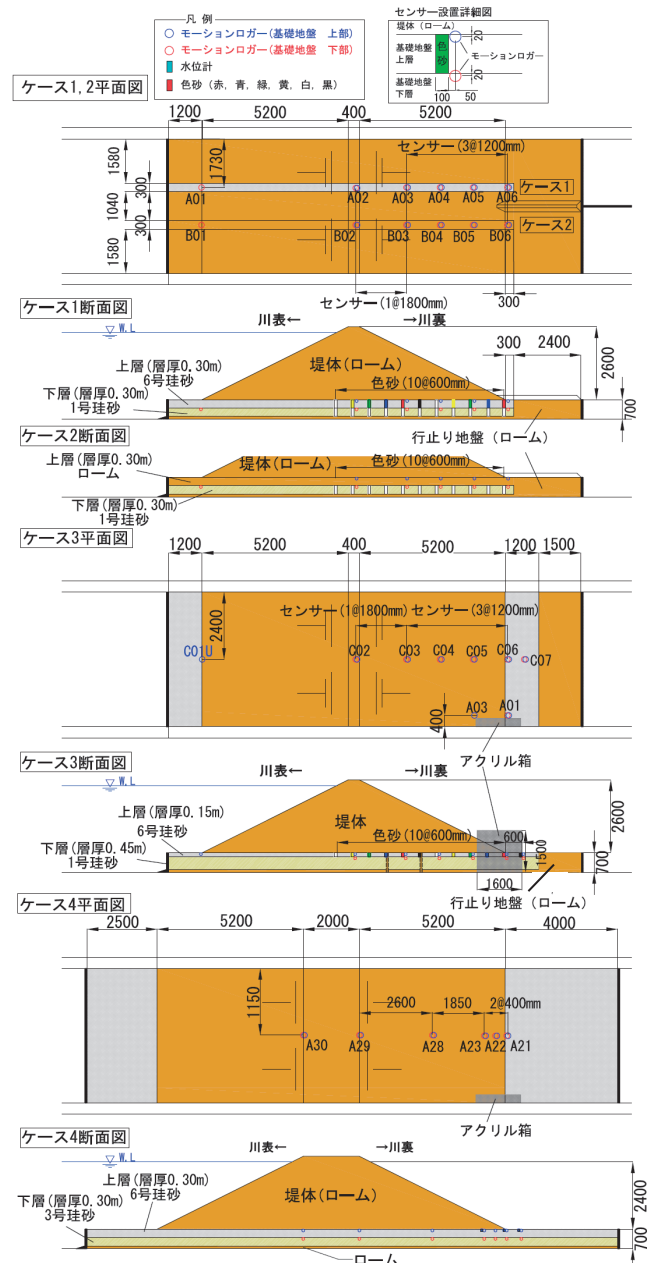 凡 例
モーションロガー(基礎地盤　上部)
モーションロガー(基礎地盤　下部)
水位計
色砂(赤, 青, 緑, 黄, 白, 黒)
センサー設置詳細図
堤体(ローム)
基礎地盤
上層
色
砂
20
モーションロガー
20
基礎地盤
下層
100
50
ケース1,2平面図
1200
5200
400
5200
センサー(3@1200mm)
1580
1730
300
1040
300
1580
A01
A02
A03
A04
A05
A06
ケース1
B01
B02
B03
B04
B05
B06
ケース2
センサー(1@1800mm)
300
ケース1断面図
W.L
川表←
→川裏
上層(層厚0.30m)
6号珪砂
下層(層厚0.30m)
1号珪砂
堤体(ローム)
色砂(10@600mm)
300
2400
2600
700
行止り地盤(ローム)
ケース2断面図
上層(層厚0.30m)
ローム
堤体(ローム)
色砂(10@600mm)
下層(層厚0.30m)
1号珪砂
ケース3平面図
1200
5200
400
5200
1200
1500
2400
センサー(1@1800mm)
センサー(3@1200mm)
C01U
C02
C03
C04
C05
C06
C07
A03
A01
400
アクリル箱
ケース3断面図
W.L
川表←
→川裏
上層(層厚0.15m)
6号珪砂
下層(層厚0.45m)
1号珪砂
堤体
色砂(10@600mm)
600
1500
2600
700
1600
行止り地盤(ローム)
ケース4平面図
2500
5200
2000
5200
4000
1150
2600
1850
2@400mm
A30
A29
A28
A23
A22
A21
アクリル箱
ケース4断面図
W.L
川表←
→川裏
上層(層厚0.30m)
6号珪砂
下層(層厚0.30m)
3号珪砂
堤体(ローム)
2400
700
ローム